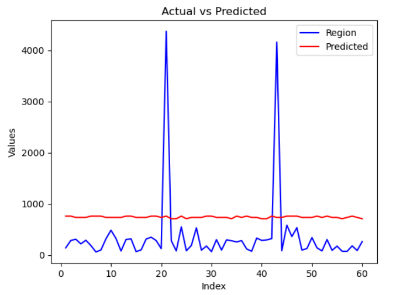 Actual vs Predicted
Region
Predicted
Values
4000
3000
2000
1000
0
0 10 20 30 40 50 60
Index